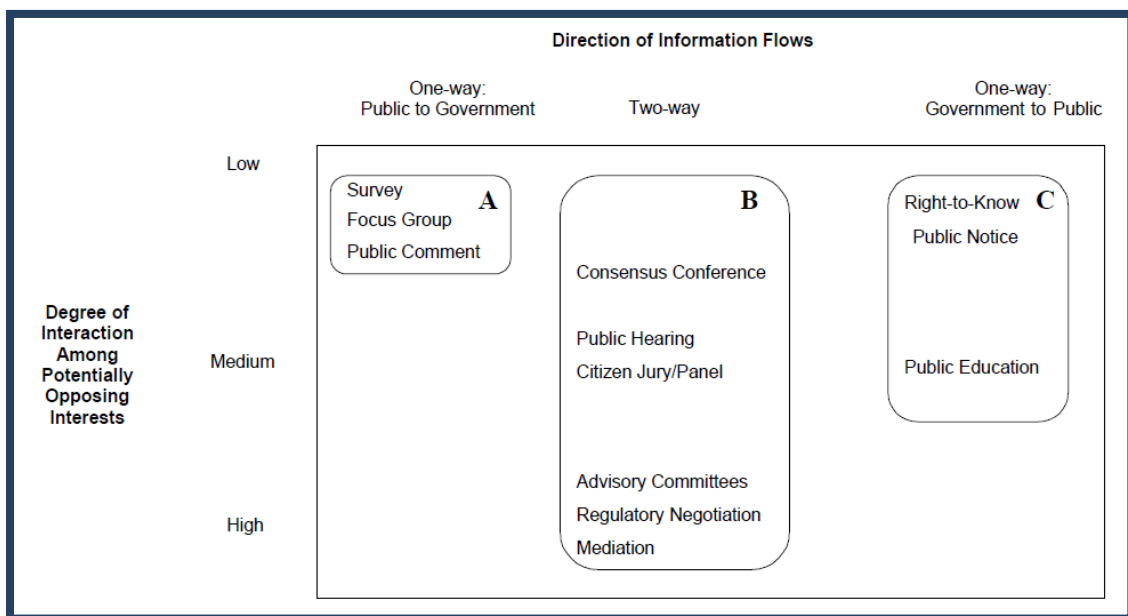 Direction of Information Flows
One-way:
Public to Government
Two-way
One-way:
Government to Public
Low
Survey
A
Focus Group
Public Comment
B
Consensus Conference
Right-to-Know
C
Public Notice
Degree of
Interaction
Among
Potentially
Opposing
Interests
Medium
Public Hearing
Citizen Jury/Panel
Public Education
High
Advisory Committees
Regulatory Negotiation
Mediation